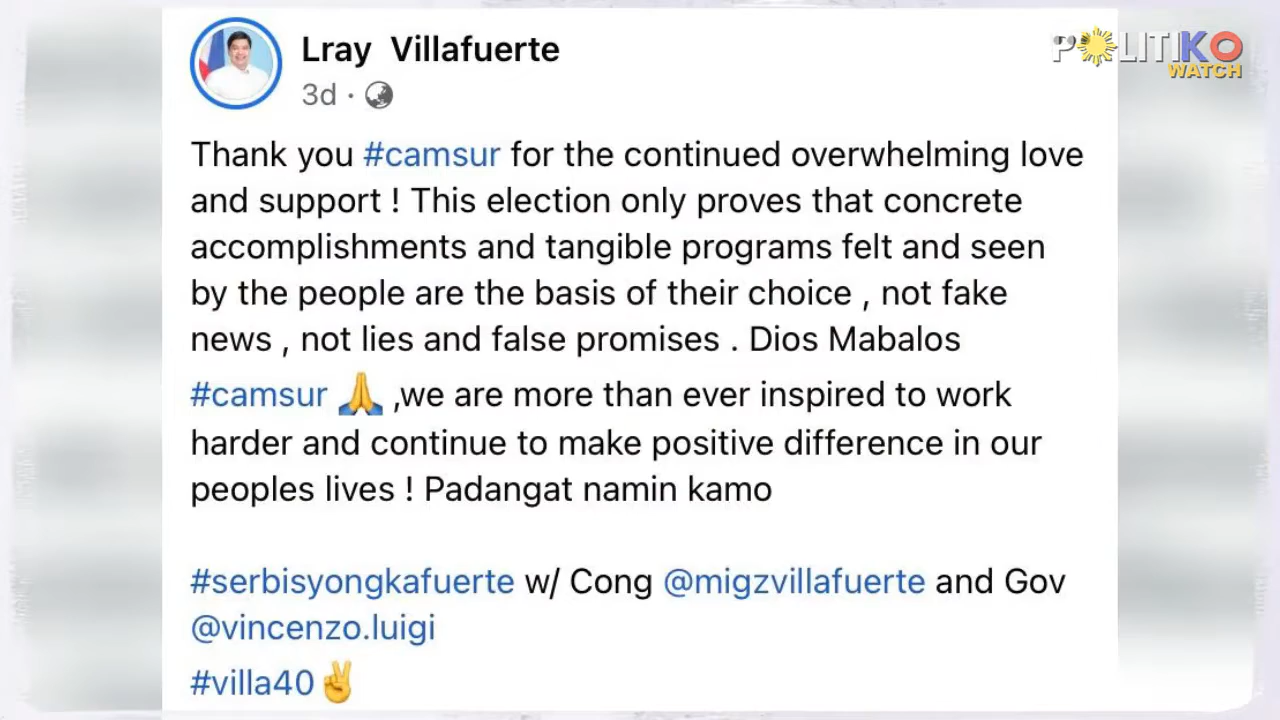 POLITIKO
WATCH
Lray Villafuerte
3d ·
Thank you #camsur for the continued overwhelming love
and support ! This election only proves that concrete
accomplishments and tangible programs felt and seen
by the people are the basis of their choice , not fake
news , not lies and false promises . Dios Mabalos
#camsur 🙏 ,we are more than ever inspired to work
harder and continue to make positive difference in our
peoples lives ! Padangat namin kamo
#serbisyongkafuerte w/ Cong @migzvillafuerte and Gov
@vincenzo.luigi
#villa40✌️